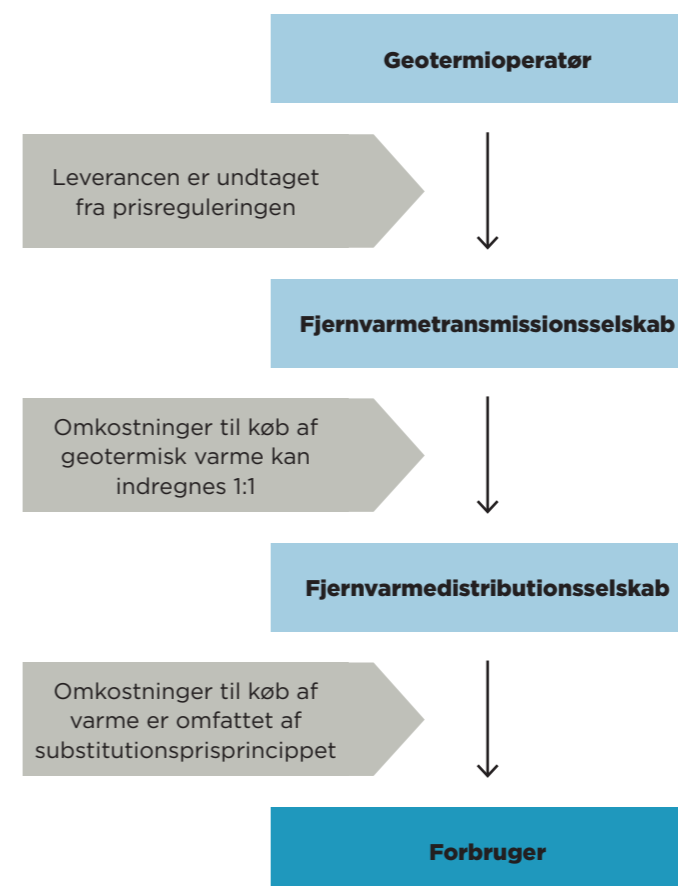 Geotermioperatør
Leverancen er undtaget
fra prisreguleringen
Fjernvarmetransmissionsselskab
Omkostninger til køb af
geotermisk varme kan
indregnes 1:1
Fjernvarmedistributionsselskab
Omkostninger til køb af
varme er omfattet af
substitutionsprisprincippet
Forbruger